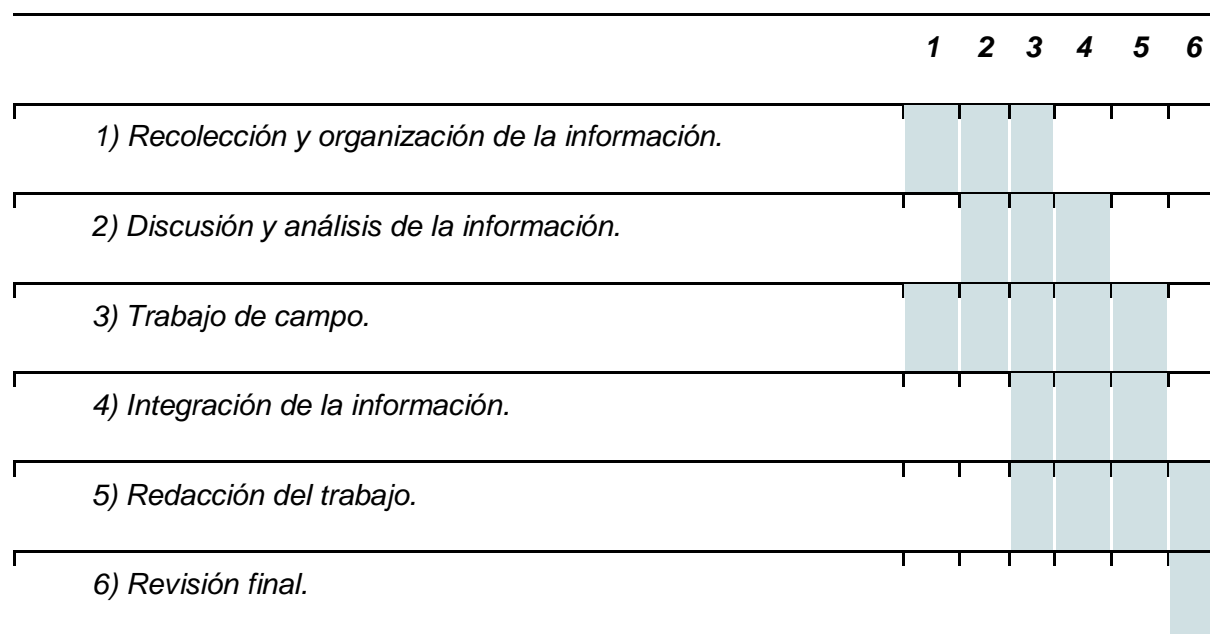 1 2 3 4 5 6
1) Recolección y organización de la información.
2) Discusión y análisis de la información.
3) Trabajo de campo.
4) Integración de la información.
5) Redacción del trabajo.
6) Revisión final.